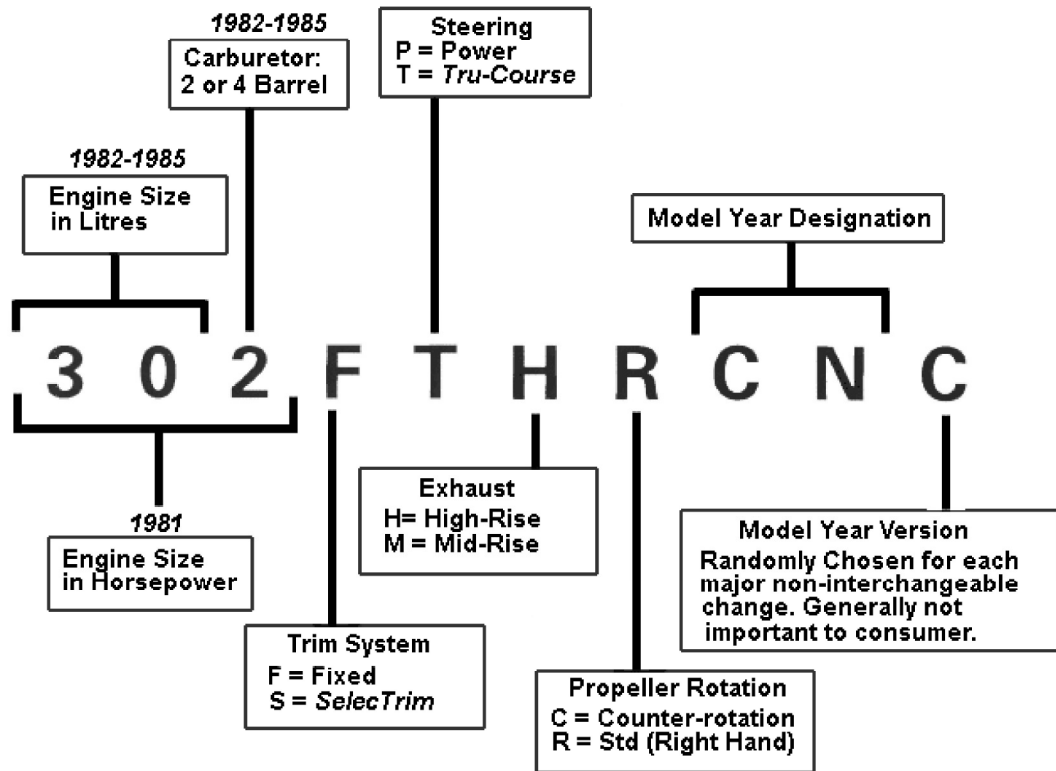 1982-1985
Carburetor:
2 or 4 Barrel
Steering
P = Power
T = Tru-Course
1982-1985
Engine Size
in Litres
Model Year Designation
3 0 2 F T H R C N C
1981
Engine Size
in Horsepower
Exhaust
H= High-Rise
M = Mid-Rise
Model Year Version
Randomly Chosen for each
major non-interchangeable
change. Generally not
important to consumer.
Trim System
F = Fixed
S = SelecTrim
Propeller Rotation
C = Counter-rotation
R = Std (Right Hand)